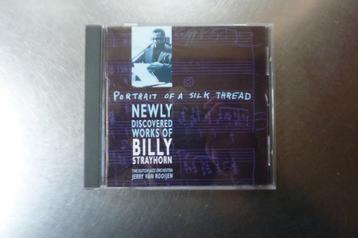 PORTRAIT OF A SILK THREAD
NEWLY
DISCOVERED
WORKS OF
BILLY
STRAYHORN
THE DUTCH JAZZ ORCHESTRA
JERRY VAN ROOIJEN